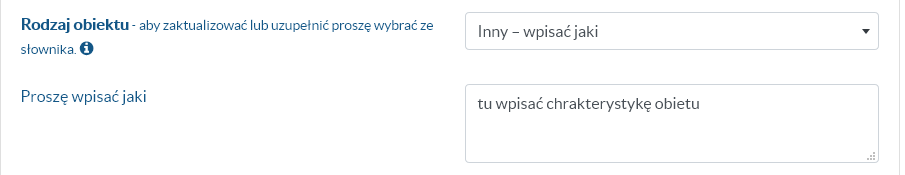 Rodzaj obiektu - aby zaktualizować lub uzupełnić proszę wybrać ze
słownika.
Inny – wpisać jaki
Proszę wpisać jaki
tu wpisać chrakterystykę obietu